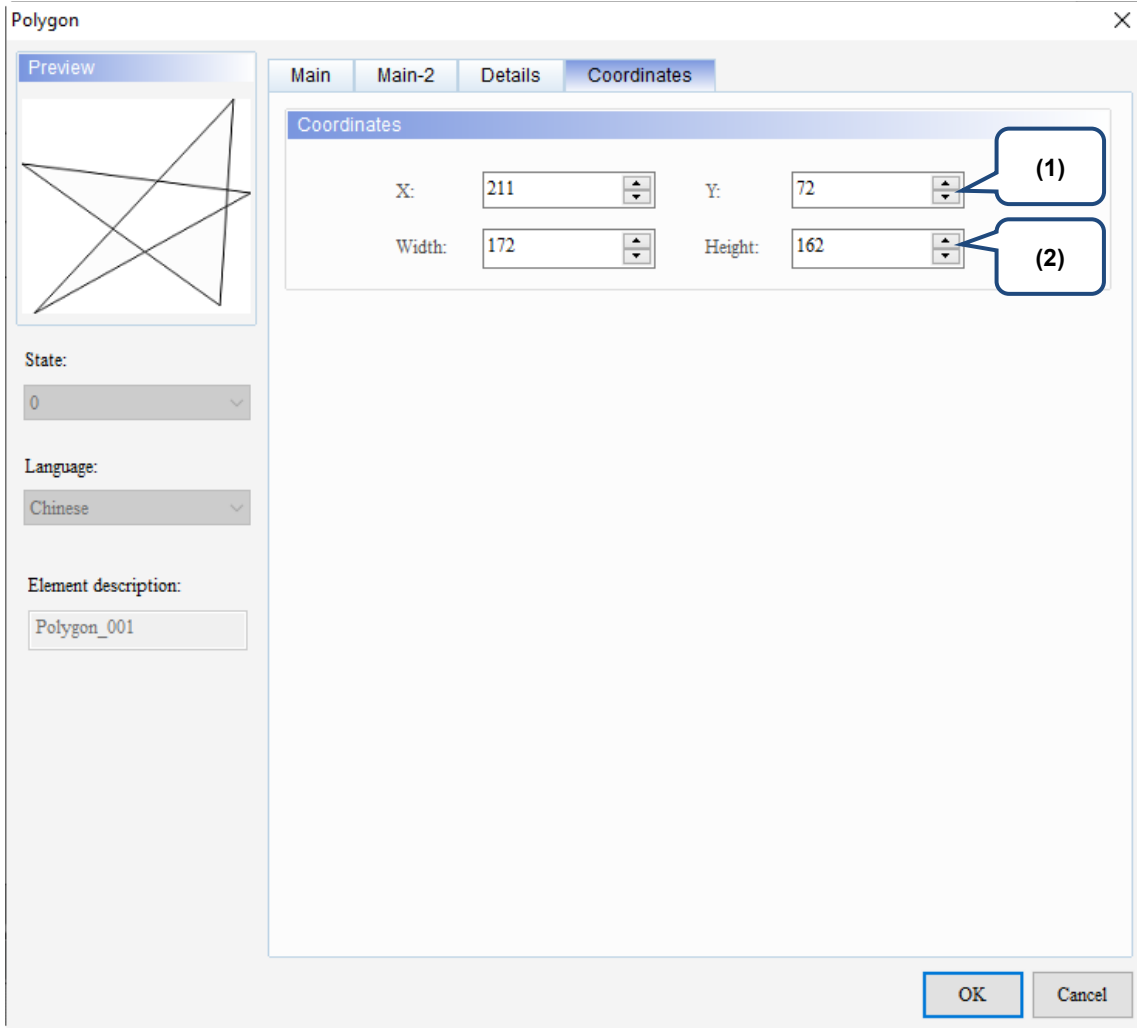 Polygon
Preview
Main Main-2 Details Coordinates
Coordinates
X: 211 Y: 72 (1)
Width: 172 Height: 162 (2)
State:
0
Language:
Chinese
Element description:
Polygon_001
OK Cancel